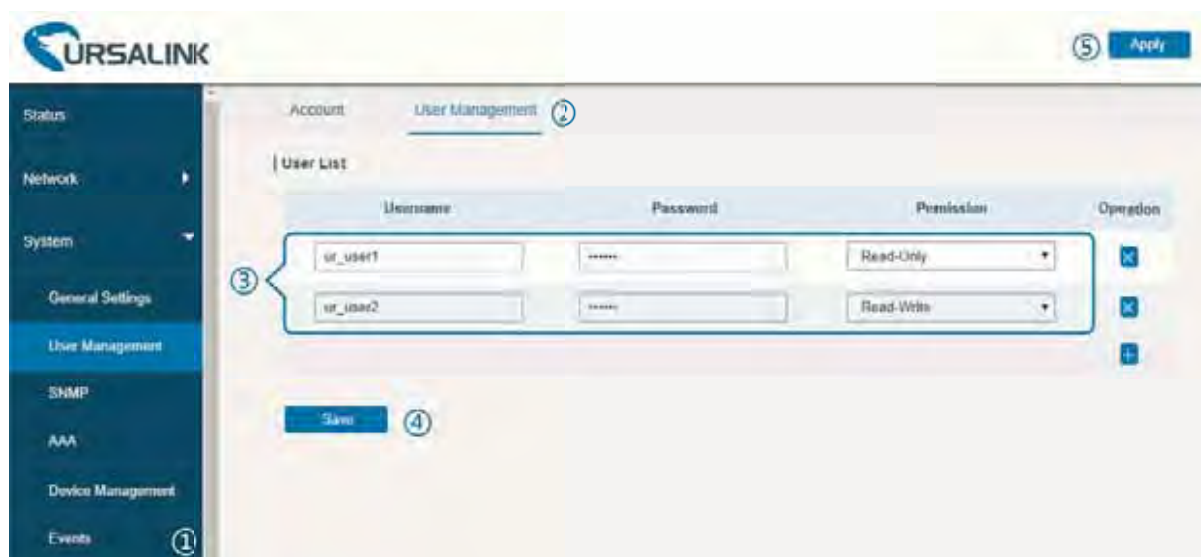 URSALINK
⑤ Apply
Status
Network
System
General Settings
User Management
SNMP
AAA
Device Management
Events ①
Account User Management ②
User List
Username Password Permission Operation
③
ur_user1 •••••• Read-Only
ur_user2 •••••• Read-Write
Save ④